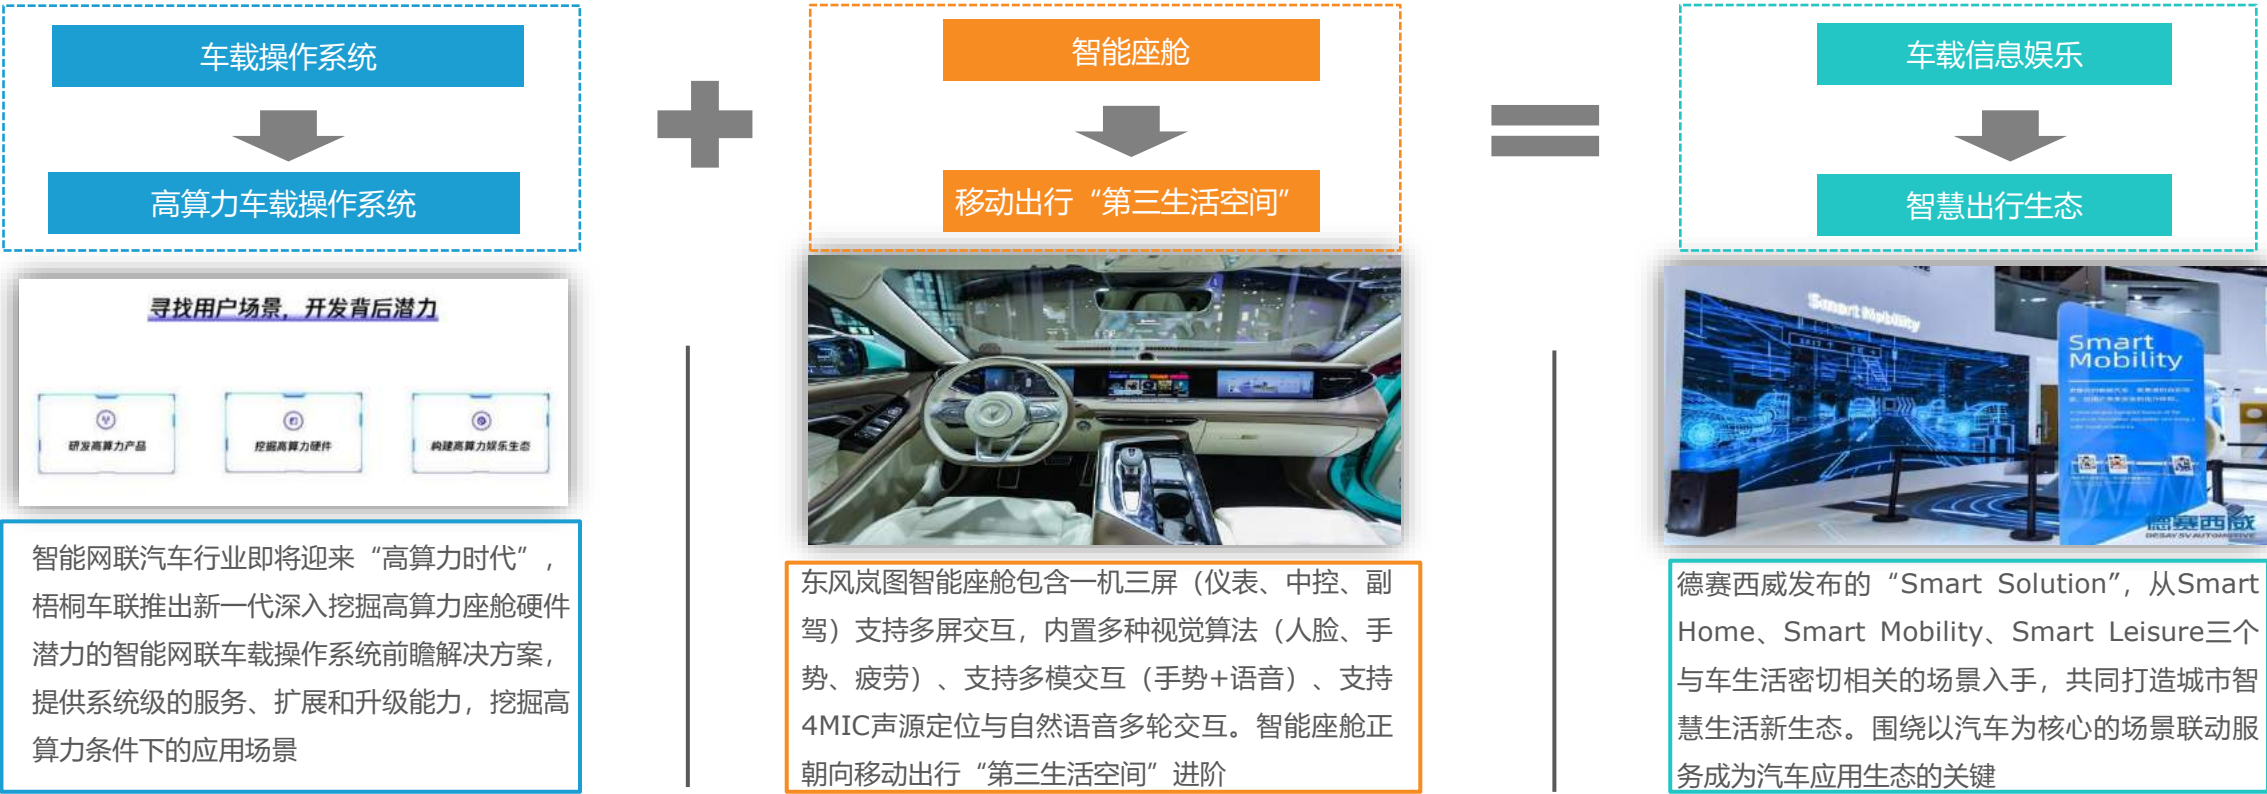 车载操作系统
高算力车载操作系统
智能座舱
移动出行“第三生活空间”
车载信息娱乐
智慧出行生态
寻找用户场景，开发背后潜力
研发高算力产品
挖掘高算力硬件
构建高算力娱乐生态
智能网联汽车行业即将迎来“高算力时代”，
梧桐车联推出新一代深入挖掘高算力座舱硬件
潜力的智能网联车载操作系统前瞻解决方案，
提供系统级的服务、扩展和升级能力，挖掘高
算力条件下的应用场景
东风岚图智能座舱包含一机三屏（仪表、中控、副
驾）支持多屏交互，内置多种视觉算法（人脸、手
势、疲劳）、支持多模交互（手势+语音）、支持
4MIC声源定位与自然语音多轮交互。智能座舱正
朝向移动出行“第三生活空间”进阶
Smart Mobility
Smart
Mobility
德赛西威
DESAY SV AUTOMOTIVE
德赛西威发布的“Smart Solution”，从Smart
Home、Smart Mobility、Smart Leisure三个
与车生活密切相关的场景入手，共同打造城市智
慧生活新生态。围绕以汽车为核心的场景联动服
务成为汽车应用生态的关键